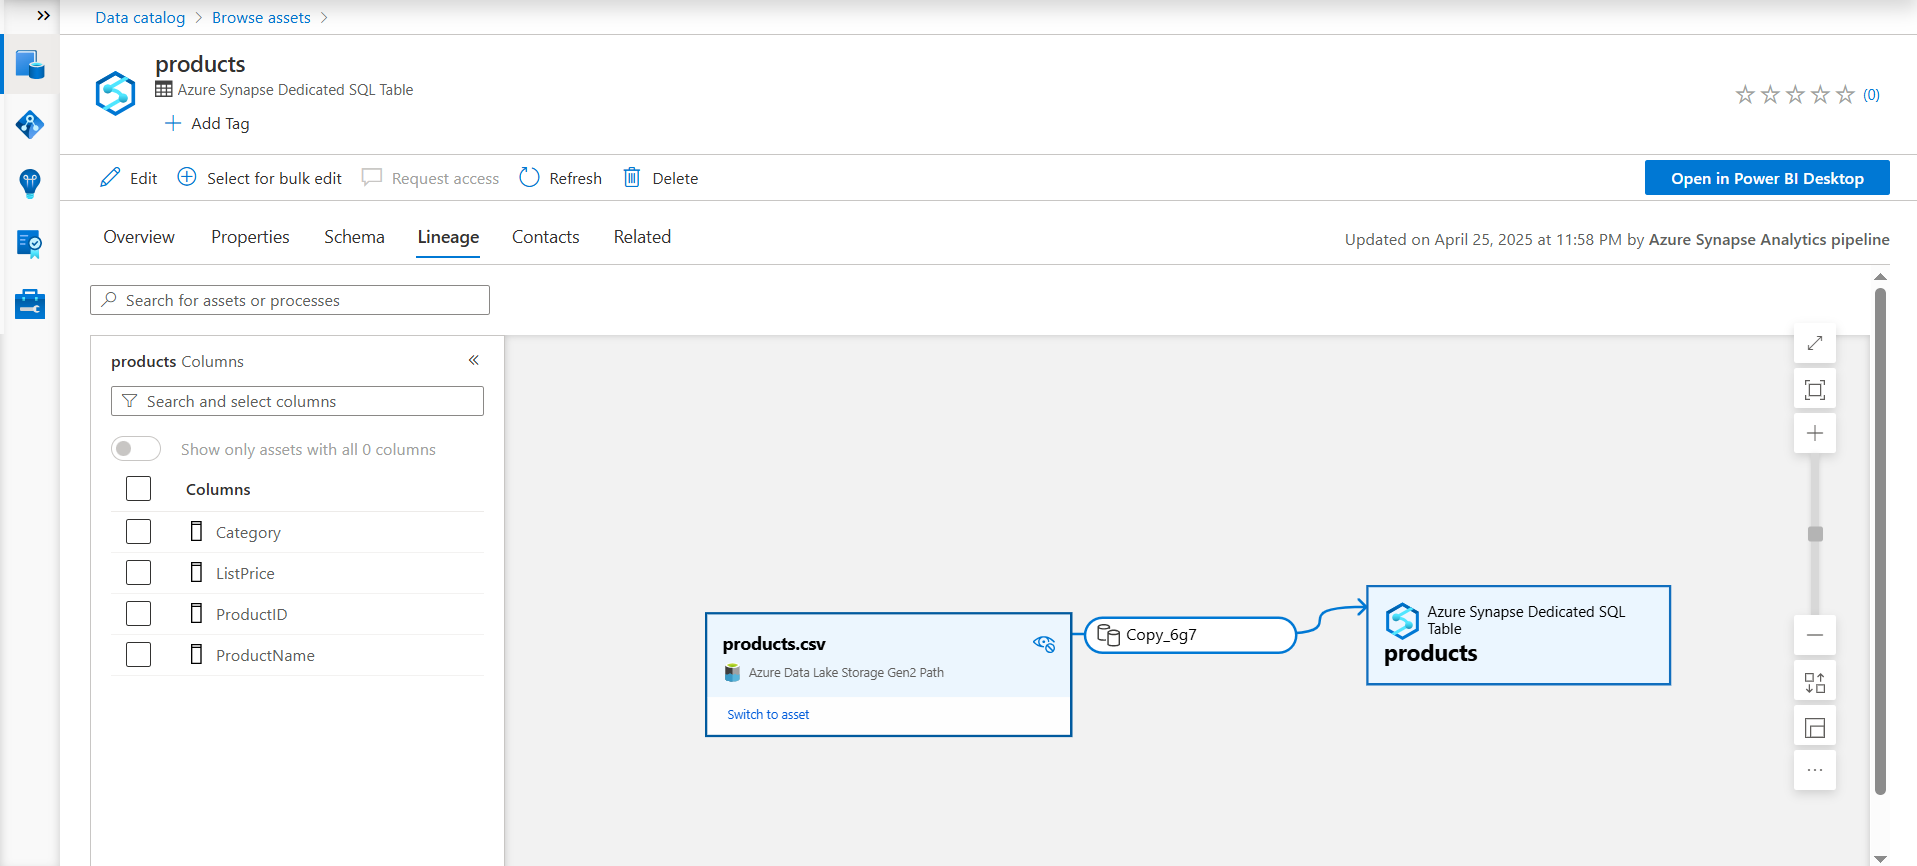 Data catalog > Browse assets >
products
Azure Synapse Dedicated SQL Table
Add Tag
(0)
Edit Select for bulk edit Request access Refresh Delete
Open in Power BI Desktop
Overview Properties Schema Lineage Contacts Related
Updated on April 25, 2025 at 11:58 PM by Azure Synapse Analytics pipeline
Search for assets or processes
products Columns
Search and select columns
Show only assets with all 0 columns
Columns
Category
ListPrice
ProductID
ProductName
products.csv
Azure Data Lake Storage Gen2 Path
Switch to asset
Copy_6g7
Azure Synapse Dedicated SQL
Table
products